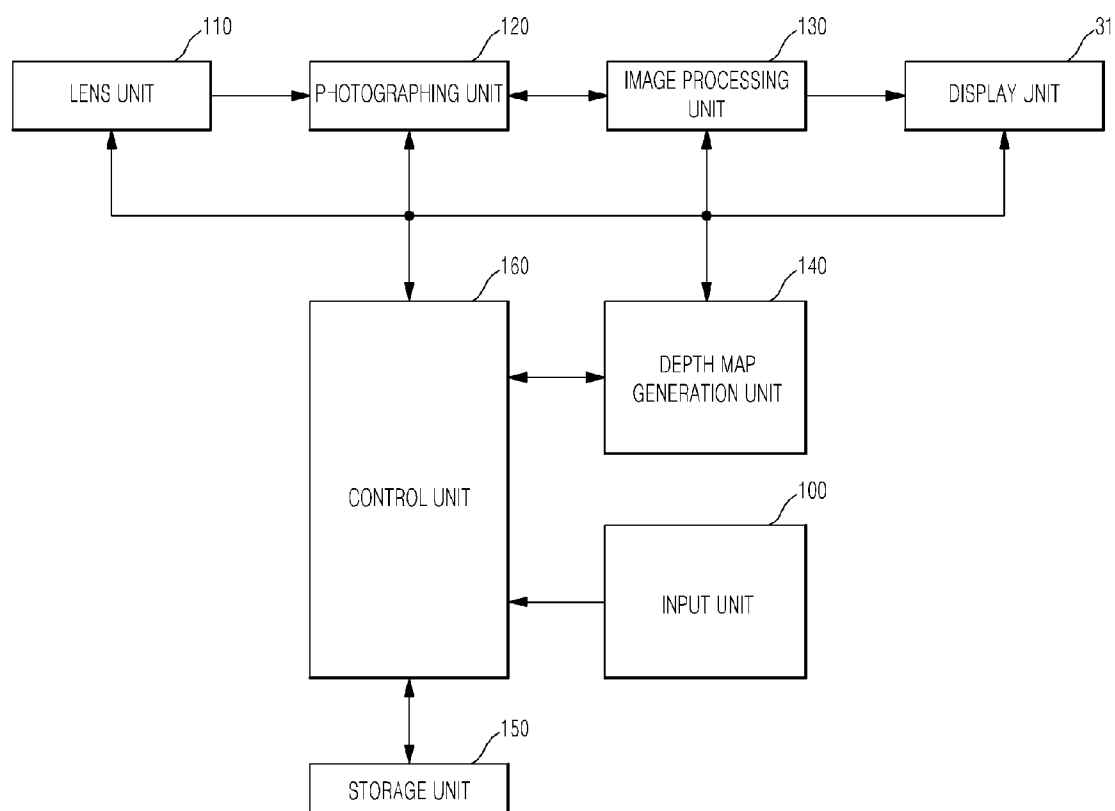 110
120
130
31
LENS UNIT
PHOTOGRAPHING UNIT
IMAGE PROCESSING
UNIT
DISPLAY UNIT
160
140
DEPTH MAP
GENERATION UNIT
CONTROL UNIT
100
INPUT UNIT
150
STORAGE UNIT